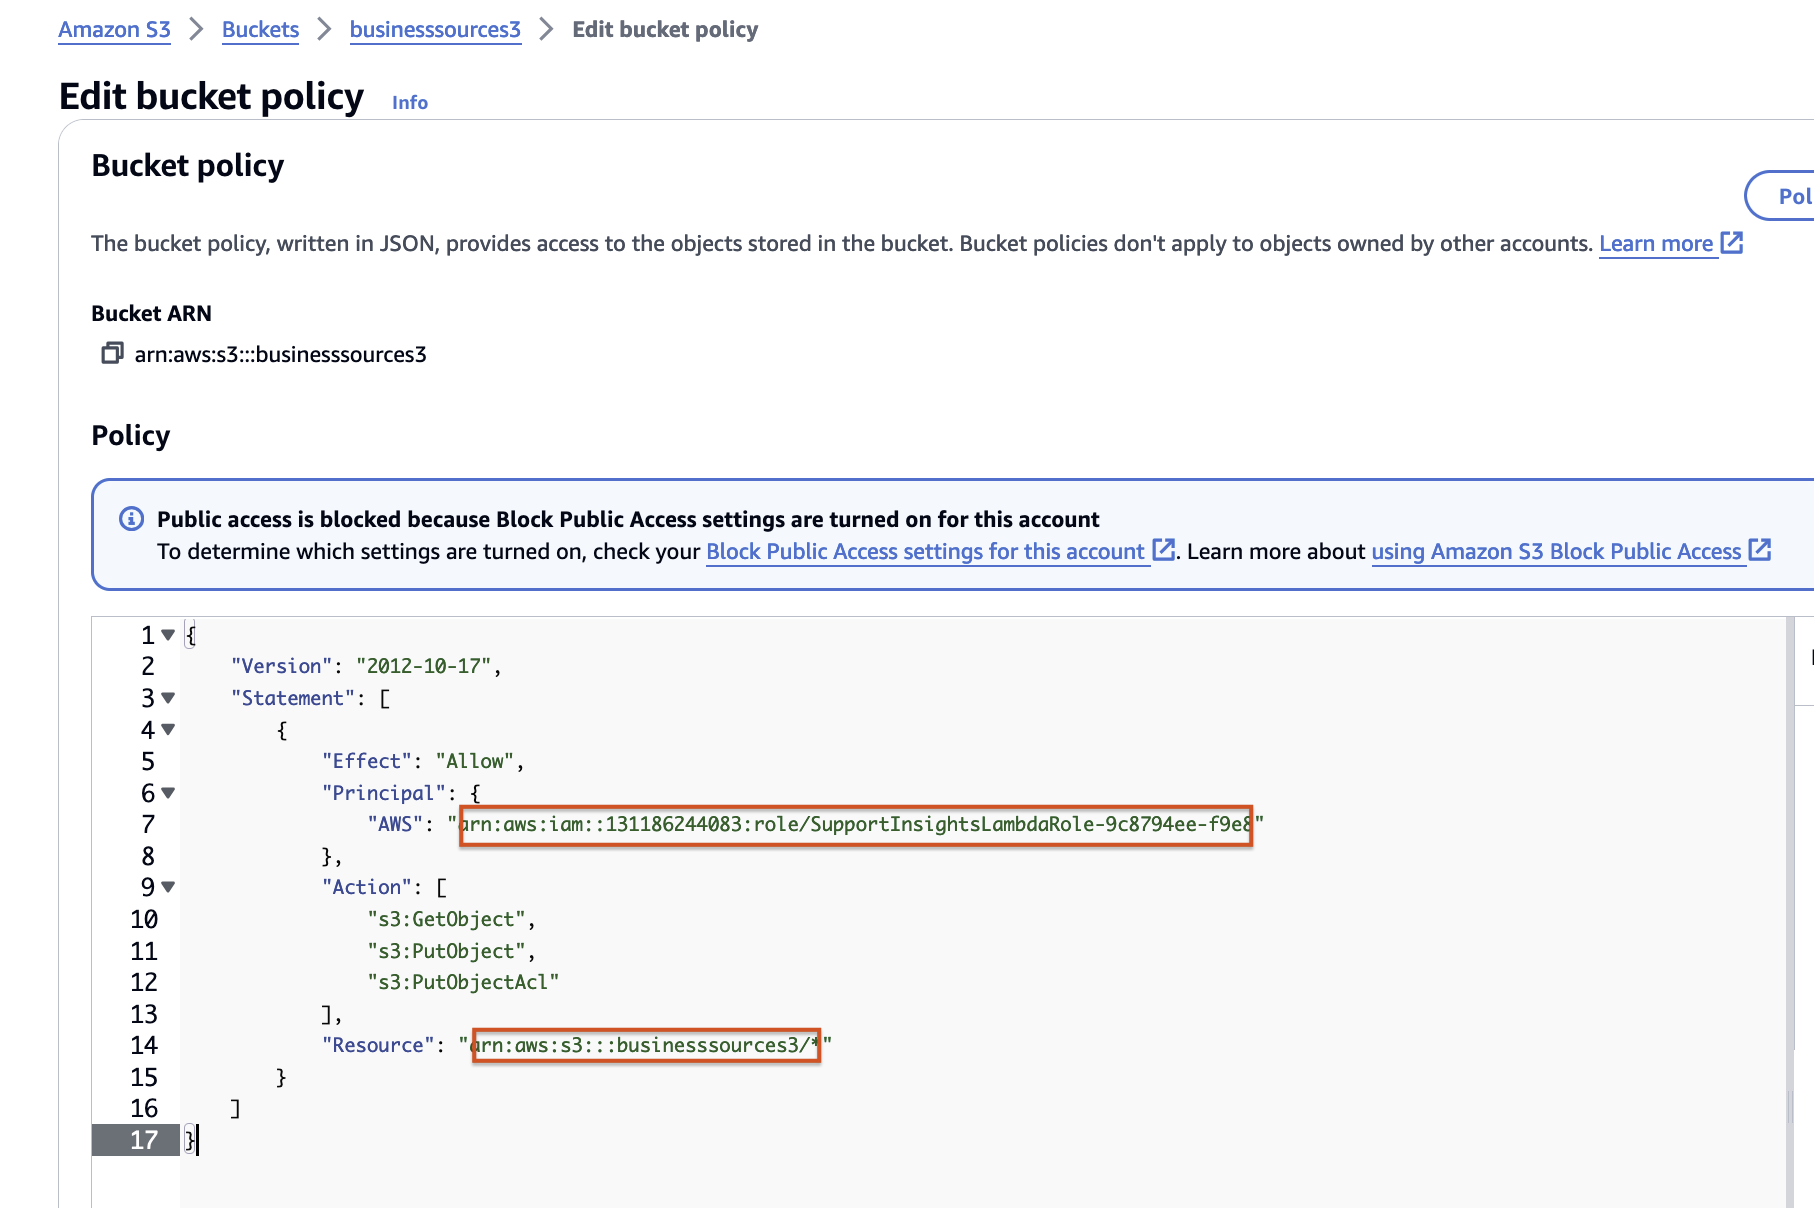 Amazon S3 > Buckets > businesssources3 > Edit bucket policy
Edit bucket policy Info
Bucket policy
Pol
The bucket policy, written in JSON, provides access to the objects stored in the bucket. Bucket policies don't apply to objects owned by other accounts. Learn more
Bucket ARN
arn:aws:s3:::businesssources3
Policy
Public access is blocked because Block Public Access settings are turned on for this account
To determine which settings are turned on, check your Block Public Access settings for this account. Learn more about using Amazon S3 Block Public Access
1 {
2 "Version": "2012-10-17",
3 "Statement": [
4 {
5 "Effect": "Allow",
6 "Principal": {
7 "AWS": "arn:aws:iam::131186244083:role/SupportInsightsLambdaRole-9c8794ee-f9e8"
8 },
9 "Action": [
10 "s3:GetObject",
11 "s3:PutObject",
12 "s3:PutObjectAcl"
13 ],
14 "Resource": "arn:aws:s3:::businesssources3/*"
15 }
16 ]
17 }